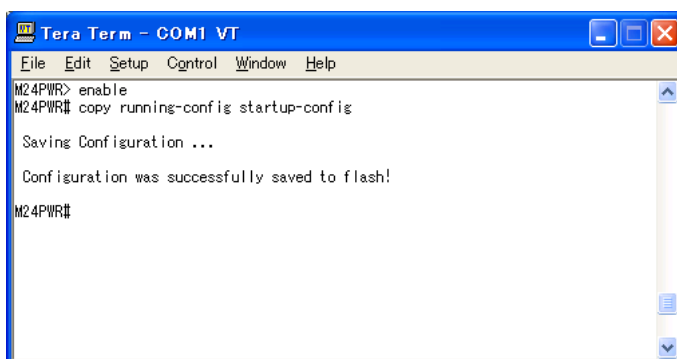 Tera Term - COM1 VT
File Edit Setup Control Window Help
M24PWR> enable
M24PWR# copy running-config startup-config
Saving Configuration ...
Configuration was successfully saved to flash!
M24PWR#